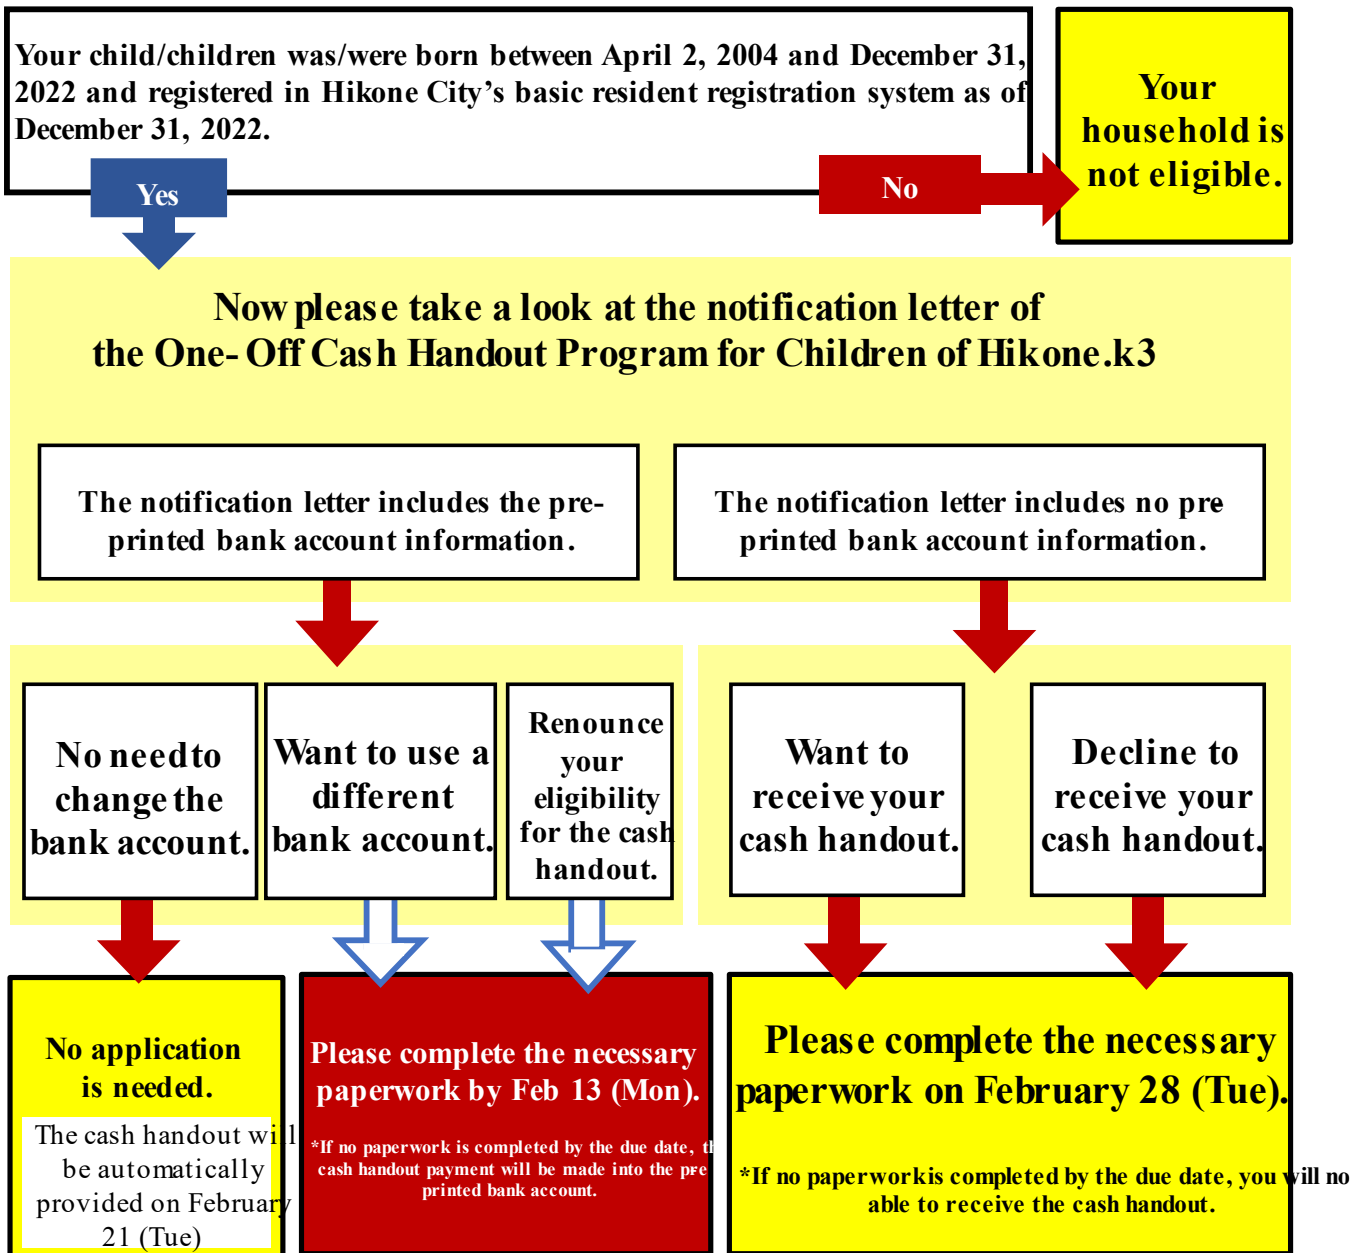 Your child/children was/were born between April 2, 2004 and December 31,
2022 and registered in Hikone City's basic resident registration system as of
December 31, 2022.
Your
household is
not eligible.
Yes
No
Now please take a look at the notification letter of
the One-Off Cash Handout Program for Children of Hikone.k3
The notification letter includes the pre-
printed bank account information.
The notification letter includes no pre-
printed bank account information.
No need to
change the
bank account.
Want to use a
different
bank account.
Renounce
your
eligibility
for the cash
handout.
Want to
receive your
cash handout.
Decline to
receive your
cash handout.
No application
is needed.
The cash handout will
be automatically
provided on February
21 (Tue)
Please complete the necessary
paperwork by Feb 13 (Mon).
*If no paperwork is completed by the due date, th
cash handout payment will be made into the pre-
printed bank account.
Please complete the necessary
paperwork on February 28 (Tue).
*If no paperwork is completed by the due date, you will no
able to receive the cash handout.